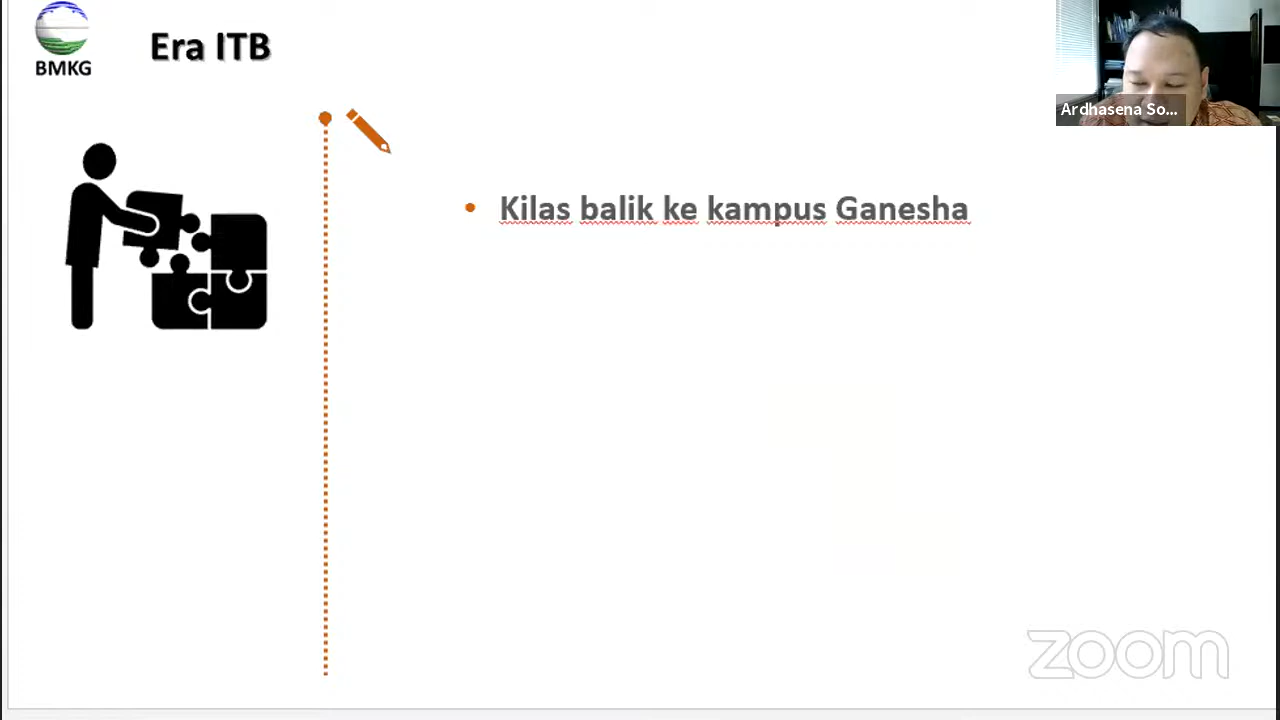 BMKG
Era ITB
Ardhasena So...
• Kilas balik ke kampus Ganesha
zoom